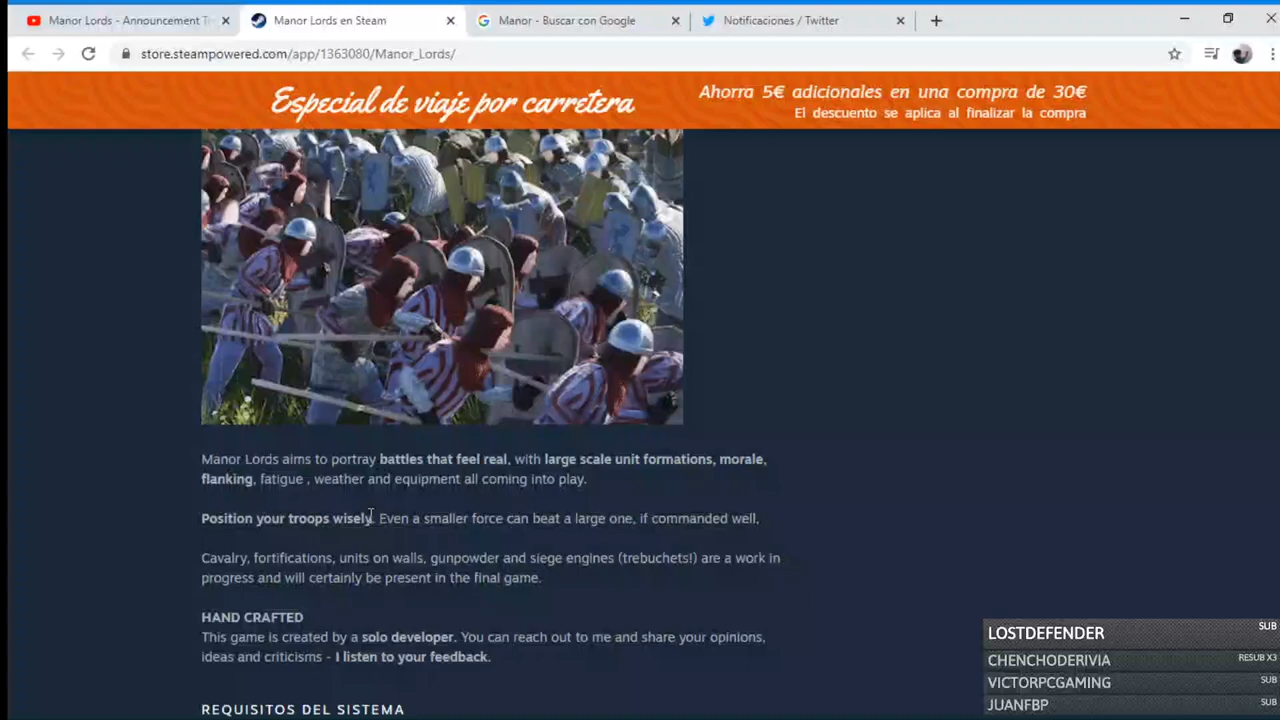 Manor Lords - Announcement Tr
Manor Lords en Steam
Manor - Buscar con Google
Notificaciones / Twitter
store.steampowered.com/app/1363080/Manor_Lords/
Especial de viaje por carretera
Ahorra 5€ adicionales en una compra de 30€
El descuento se aplica al finalizar la compra
Manor Lords aims to portray battles that feel real, with large scale unit formations, morale,
flanking, fatigue , weather and equipment all coming into play.
Position your troops wisely. Even a smaller force can beat a large one, if commanded well,
Cavalry, fortifications, units on walls, gunpowder and siege engines (trebuchets!) are a work in
progress and will certainly be present in the final game.
HAND CRAFTED
This game is created by a solo developer. You can reach out to me and share your opinions,
ideas and criticisms - I listen to your feedback.
REQUISITOS DEL SISTEMA
LOSTDEFENDER SUB
CHENCHODERIVIA RESUB X3
VICTORPCGAMING SUB
JUANFBP SUB